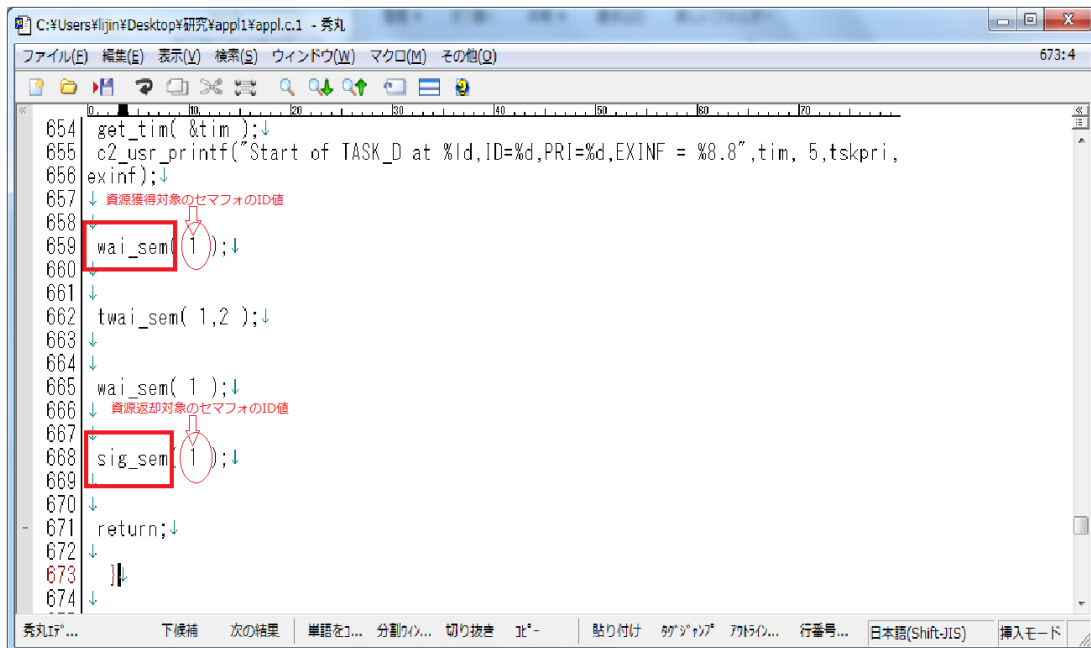 C:¥Users¥lijin¥Desktop¥研究¥appl1¥appl.c.1 - 秀丸
ファイル(F) 編集(E) 表示(V) 検索(S) ウィンドウ(W) マクロ(M) その他(O) 673:4
0 10 20 30 40 50 60 70
654 get_tim( &tim );↓
655 c2_usr_printf("Start of TASK_D at %ld,ID=%d,PRI=%d,EXINF = %8.8",tim, 5,tskpri,
656 exinf);↓
657 ↓ 資源獲得対象のセマフォのID値
658 ↓
659 wai_sem( 1 );↓
660 ↓
661 ↓
662 twai_sem( 1,2 );↓
663 ↓
664 ↓
665 wai_sem( 1 );↓
666 ↓ 資源返却対象のセマフォのID値
667 ↓
668 sig_sem( 1 );↓
669 ↓
670 ↓
671 return;↓
672 ↓
673 }↓
674 ↓
秀丸ｴﾃﾞ... 下候補 次の結果 単語をｺ... 分割ｳｨﾝ... 切り抜き ｺﾋﾟｰ 貼り付け ﾀｸﾞｼﾞｬﾝﾌﾟ ｱｳﾄﾗｲﾝ... 行番号... 日本語(Shift-JIS) 挿入モード